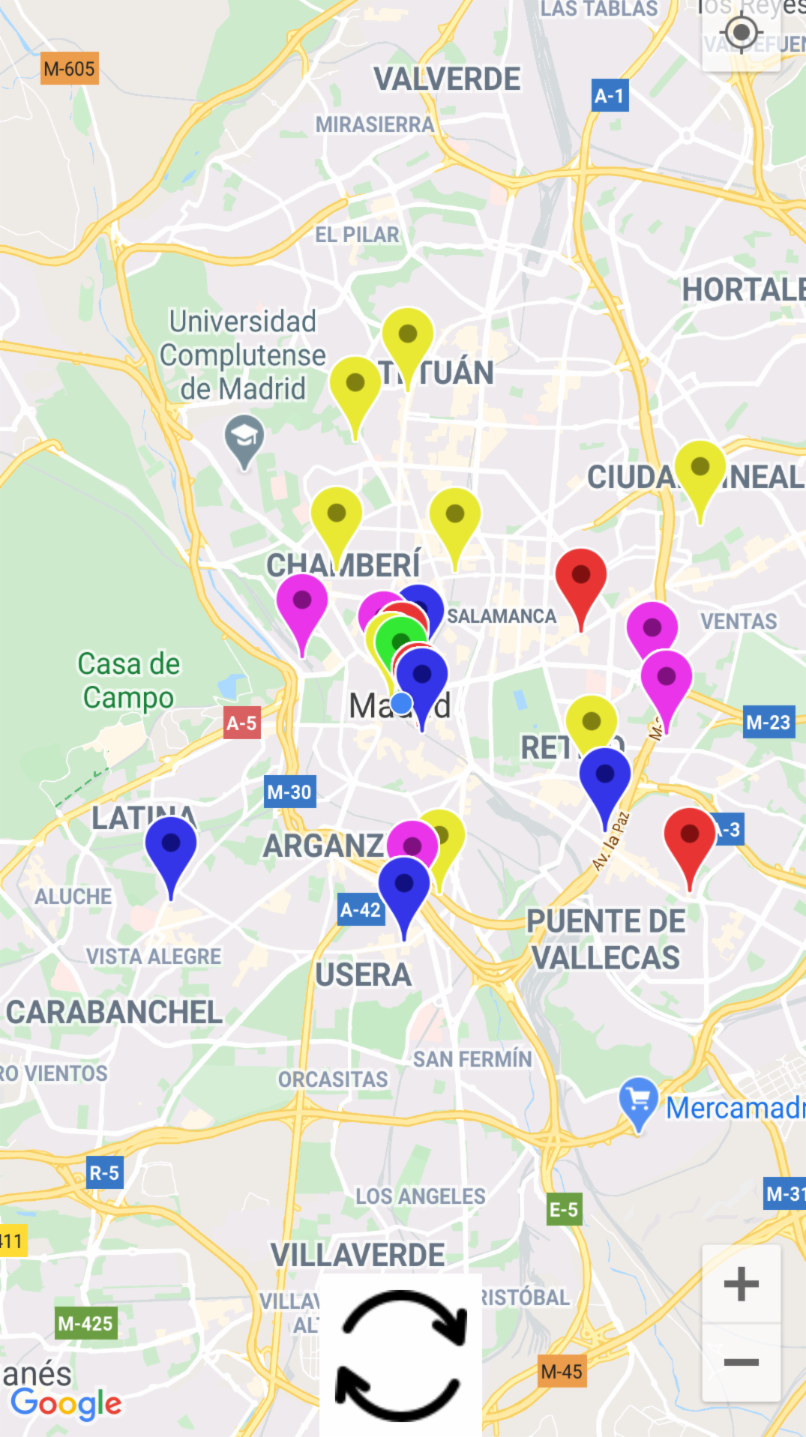 LAS TABLAS
los Reyes
M-605
VALVERDE
A-1
MIRASIERRA
EL PILAR
HORTALE
Universidad
Complutense
de Madrid
TETUÁN
CIUDAD LINEAL
CHAMBERÍ
SALAMANCA
VENTAS
Casa de
Campo
Madrid
A-5
M-23
RETIRO
M-30
LATINA
ARGANZ
A-3
Av. la Paz
ALUCHE
A-42
PUENTE DE
VALLECAS
VISTA ALEGRE
USERA
CARABANCHEL
SAN FERMÍN
RO VIENTOS
ORCASITAS
Mercamadr
R-5
LOS ANGELES
M-31
E-5
411
VILLAVERDE
VILLAV
RISTÓBAL
ALT
M-425
M-45
anés
Google